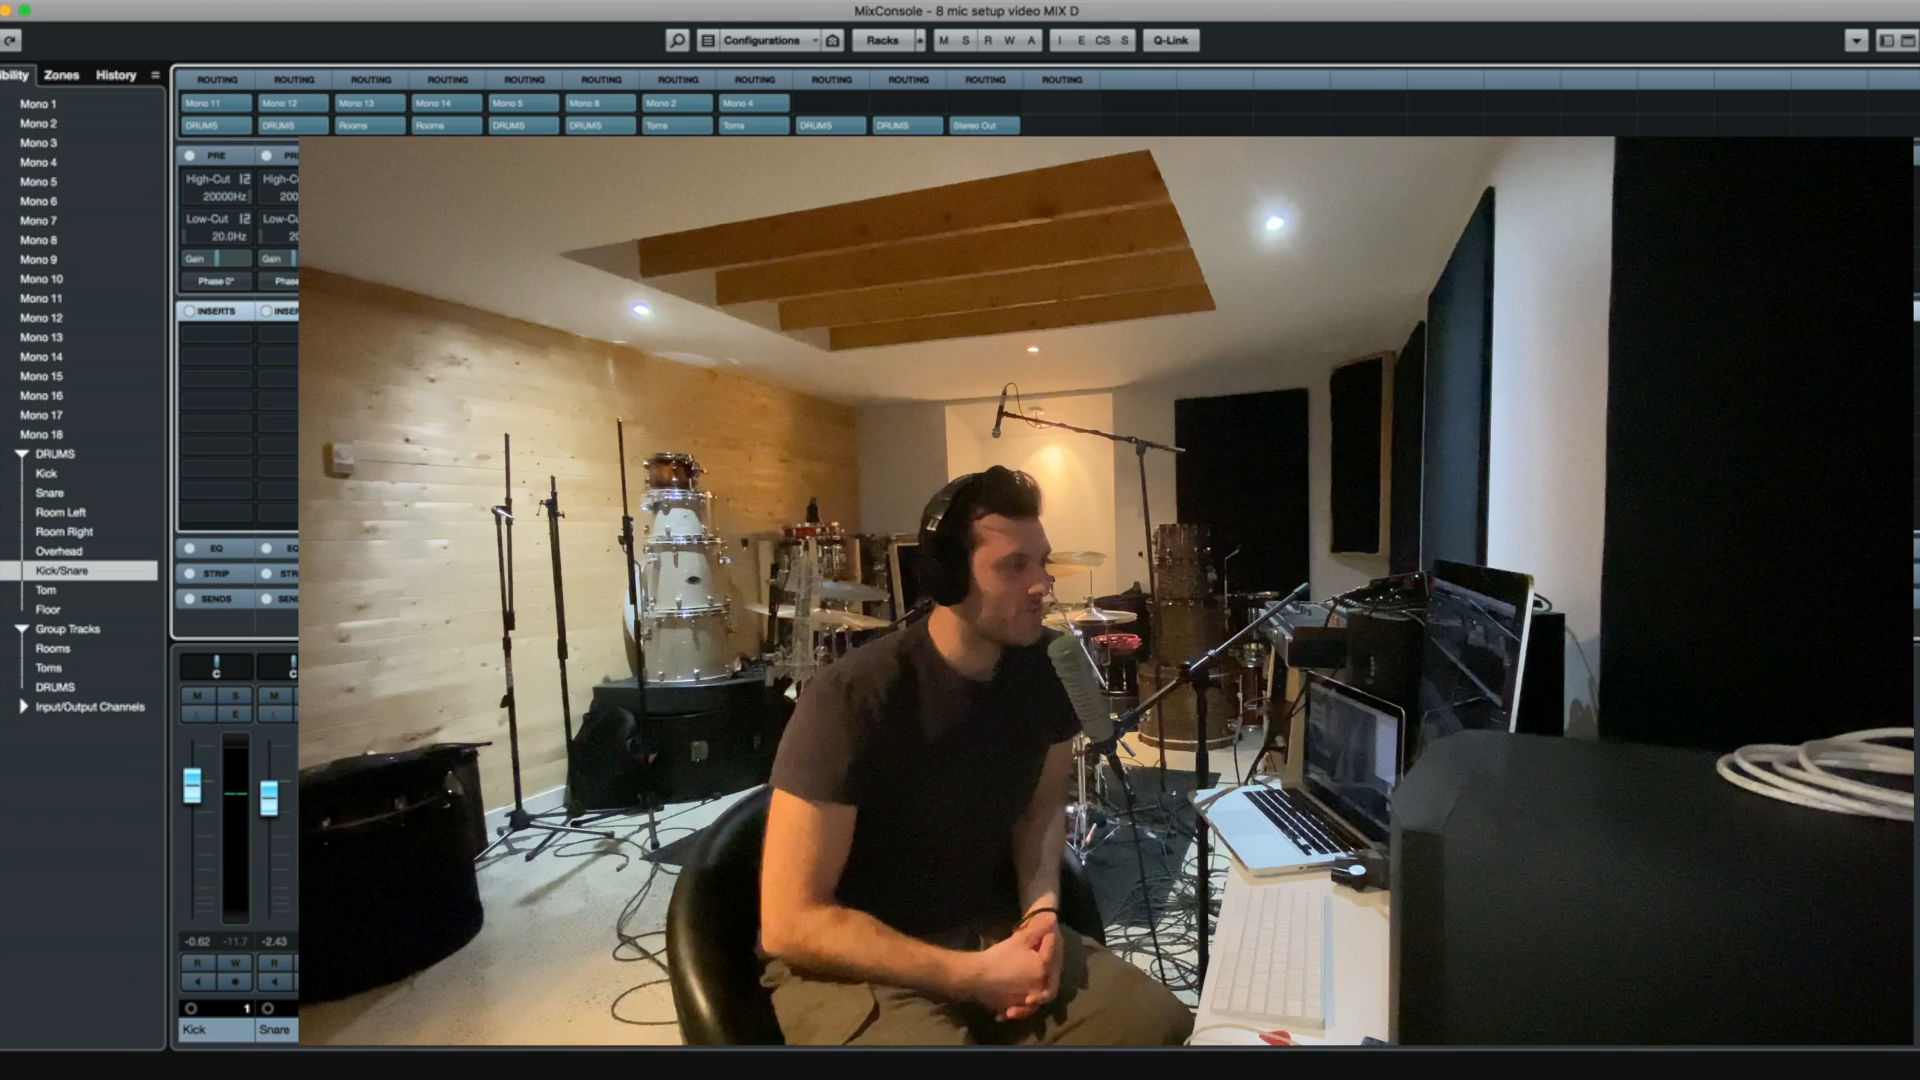 MixConsole - 8 mic setup video MIX D
Configurations
Racks
M S R W A
I E CS S
Q-Link
Zones History
ROUTING ROUTING ROUTING ROUTING ROUTING ROUTING ROUTING ROUTING ROUTING ROUTING ROUTING ROUTING
Mono 11 Mono 12 Mono 13 Mono 14 Mono 5 Mono 8 Mono 2 Mono 4
DRUMS DRUMS Rooms Rooms DRUMS DRUMS Toms Toms DRUMS DRUMS Stereo Out
Mono 1
Mono 2
Mono 3
Mono 4
Mono 5
Mono 6
Mono 7
Mono 8
Mono 9
Mono 10
Mono 11
Mono 12
Mono 13
Mono 14
Mono 15
Mono 16
Mono 17
Mono 18
DRUMS
Kick
Snare
Room Left
Room Right
Overhead
Kick/Snare
Tom
Floor
Group Tracks
Rooms
Toms
DRUMS
Input/Output Channels
PRE
High-Cut 12
20000Hz
Low-Cut 12
20.0Hz
Gain Gain
Phase 0° Phase
INSERTS
EQ EQ
STRIP
SENDS
C C
M S M
L E L
-0.62 -11.7 -2.43
R W R
1
Kick Snare